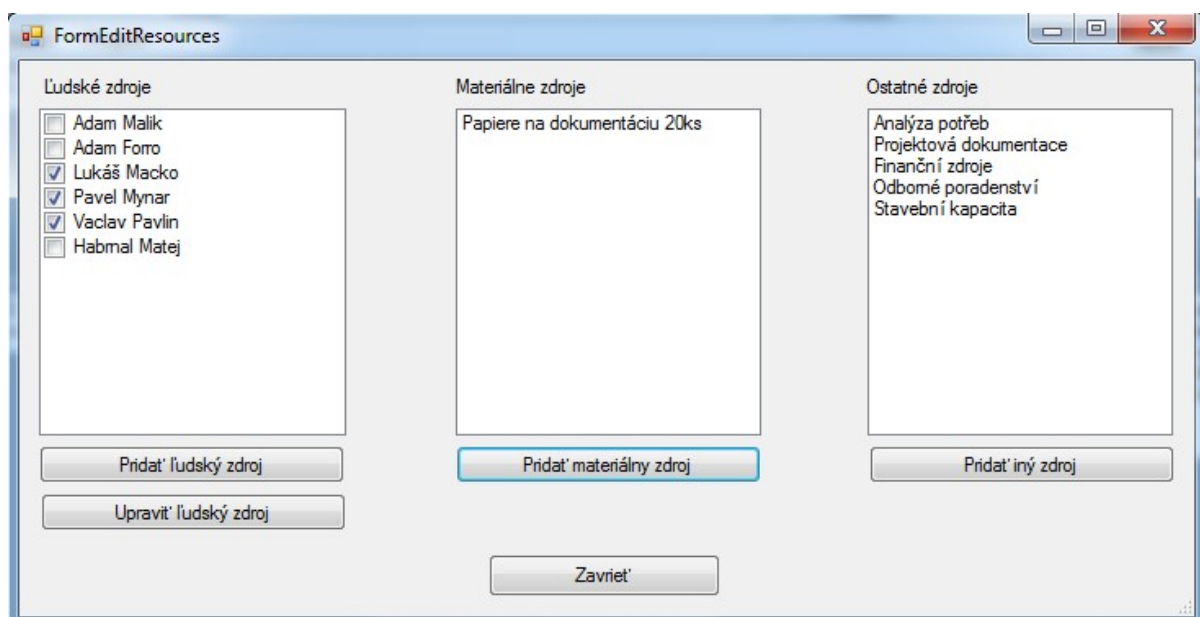 FormEditResources
Ľudské zdroje
Adam Malik
Adam Forro
Lukáš Macko
Pavel Mynar
Vaclav Pavlin
Habrnal Matej
Pridať ľudský zdroj
Upraviť ľudský zdroj
Materiálne zdroje
Papiere na dokumentáciu 20ks
Pridať materiálny zdroj
Ostatné zdroje
Analýza potřeb
Projektová dokumentace
Finanční zdroje
Odborné poradenství
Stavební kapacita
Pridať iný zdroj
Zavrieť